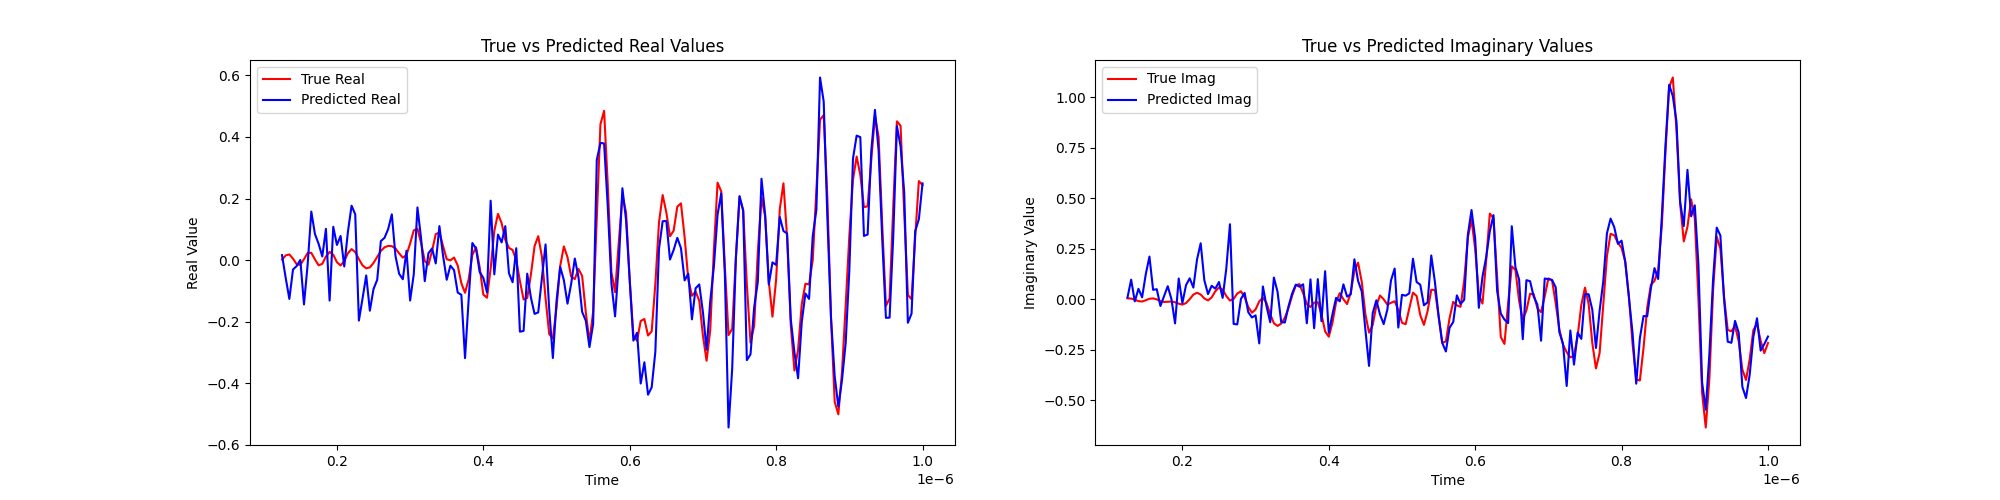 True vs Predicted Real Values
True Real
Predicted Real
Real Value
0.6
0.4
0.2
0.0
−0.2
−0.4
−0.6
0.2 0.4 0.6 0.8 1.0
Time
1e−6
True vs Predicted Imaginary Values
True Imag
Predicted Imag
Imaginary Value
1.00
0.75
0.50
0.25
0.00
−0.25
−0.50
0.2 0.4 0.6 0.8 1.0
Time
1e−6